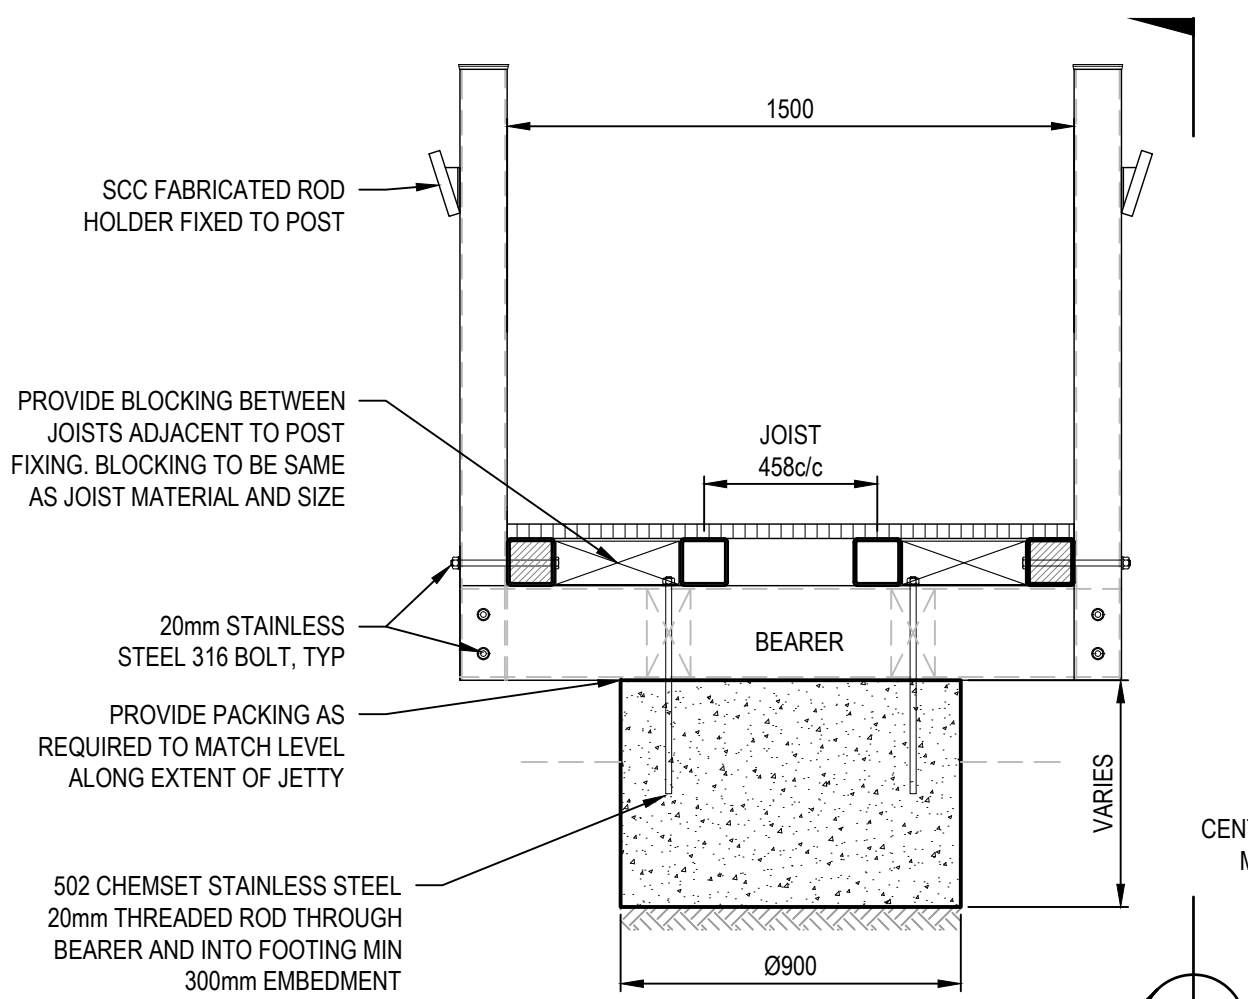 1500
SCC FABRICATED ROD
HOLDER FIXED TO POST
PROVIDE BLOCKING BETWEEN
JOISTS ADJACENT TO POST
FIXING. BLOCKING TO BE SAME
AS JOIST MATERIAL AND SIZE
JOIST
458c/c
20mm STAINLESS
STEEL 316 BOLT, TYP
BEARER
PROVIDE PACKING AS
REQUIRED TO MATCH LEVEL
ALONG EXTENT OF JETTY
VARIES
CENT
M
502 CHEMSET STAINLESS STEEL
20mm THREADED ROD THROUGH
BEARER AND INTO FOOTING MIN
300mm EMBEDMENT
Ø900